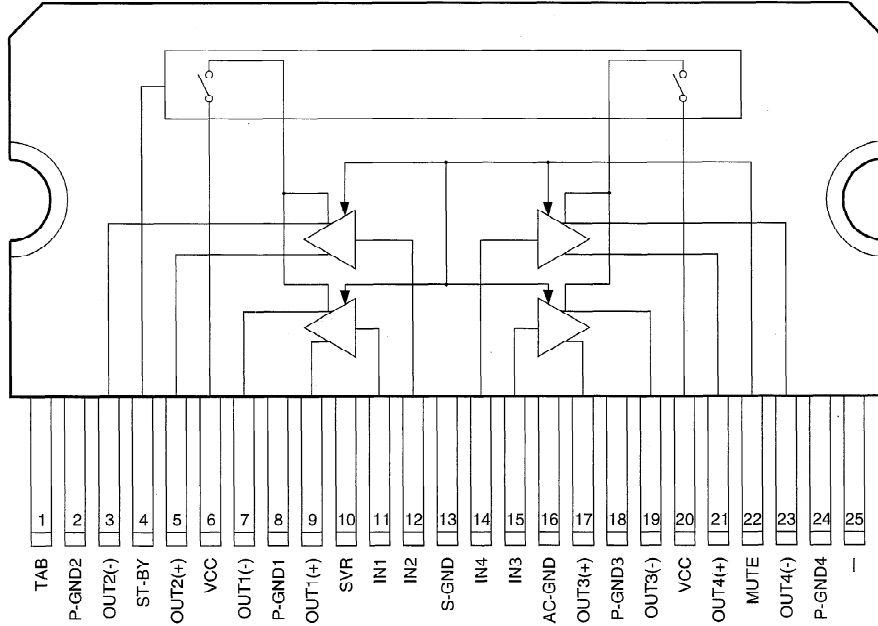 1 2 3 4 5 6 7 8 9 10 11 12 13 14 15 16 17 18 19 20 21 22 23 24 25
TAB
P-GND2
OUT2(-)
ST-BY
OUT2(+)
VCC
OUT1(-)
P-GND1
OUT1(+)
SVR
IN1
IN2
S-GND
IN4
IN3
AC-GND
OUT3(+)
P-GND3
OUT3(-)
VCC
OUT4(+)
MUTE
OUT4(-)
P-GND4
—